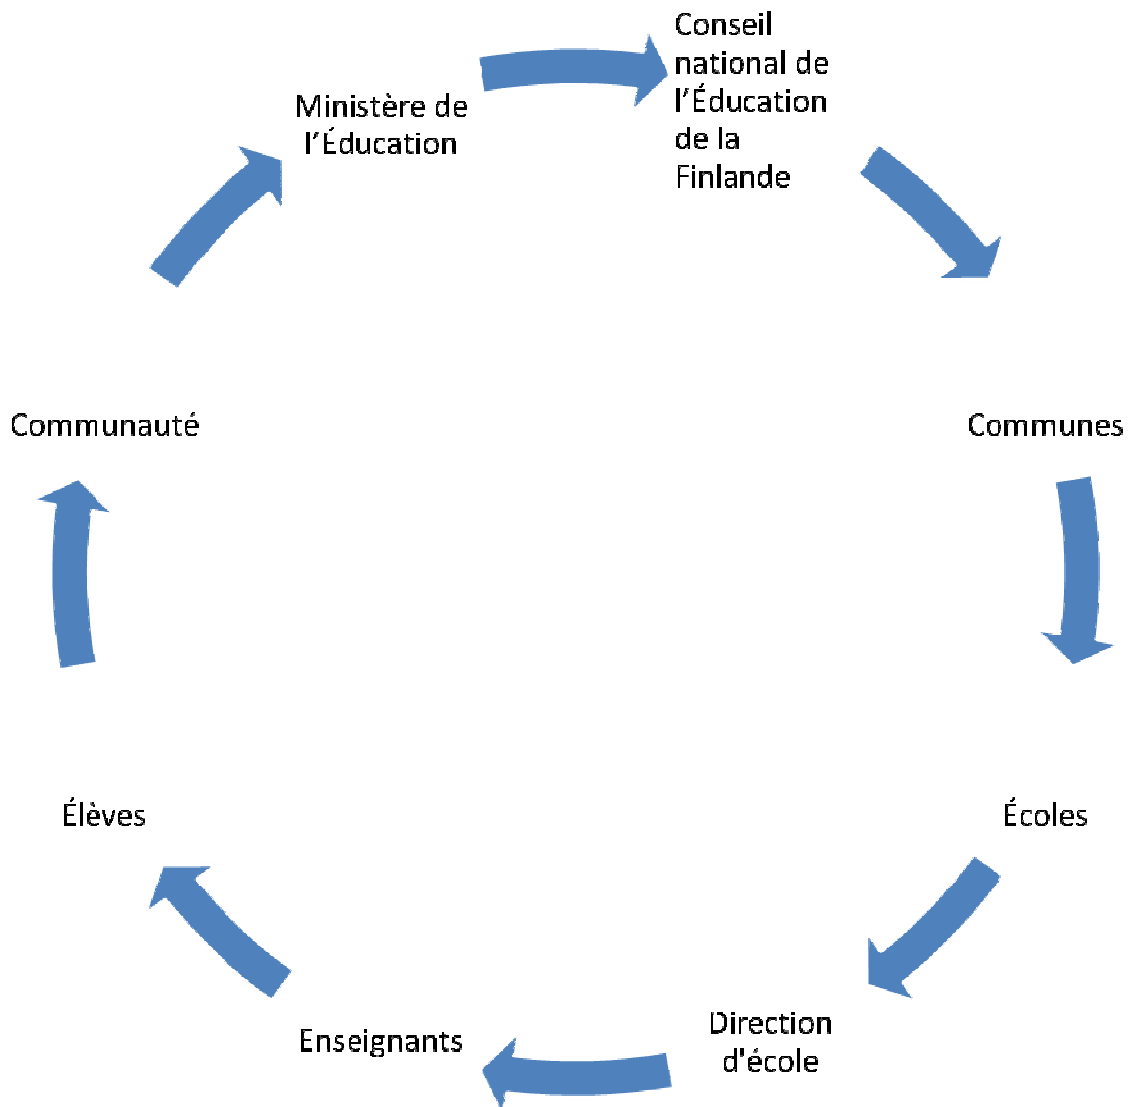 Conseil
national de
l'Éducation
de la
Finlande
Ministère de
l'Éducation
Communauté
Communes
Élèves
Écoles
Direction
d'école
Enseignants